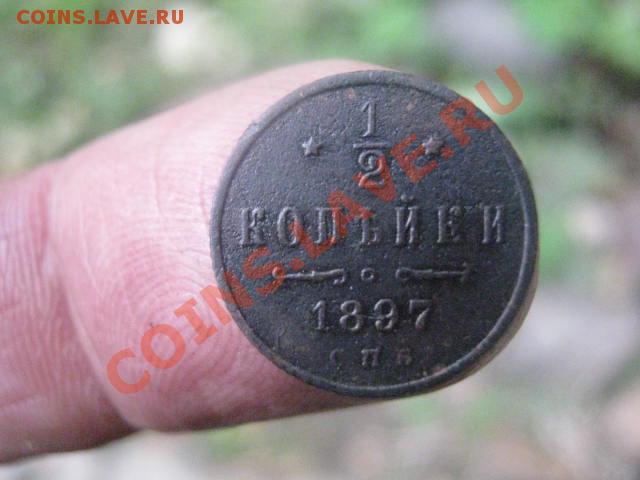 COINS.LAVE.RU
1/2
КОПѢЙКИ
1897
СПБ
COINS.LAVE.RU